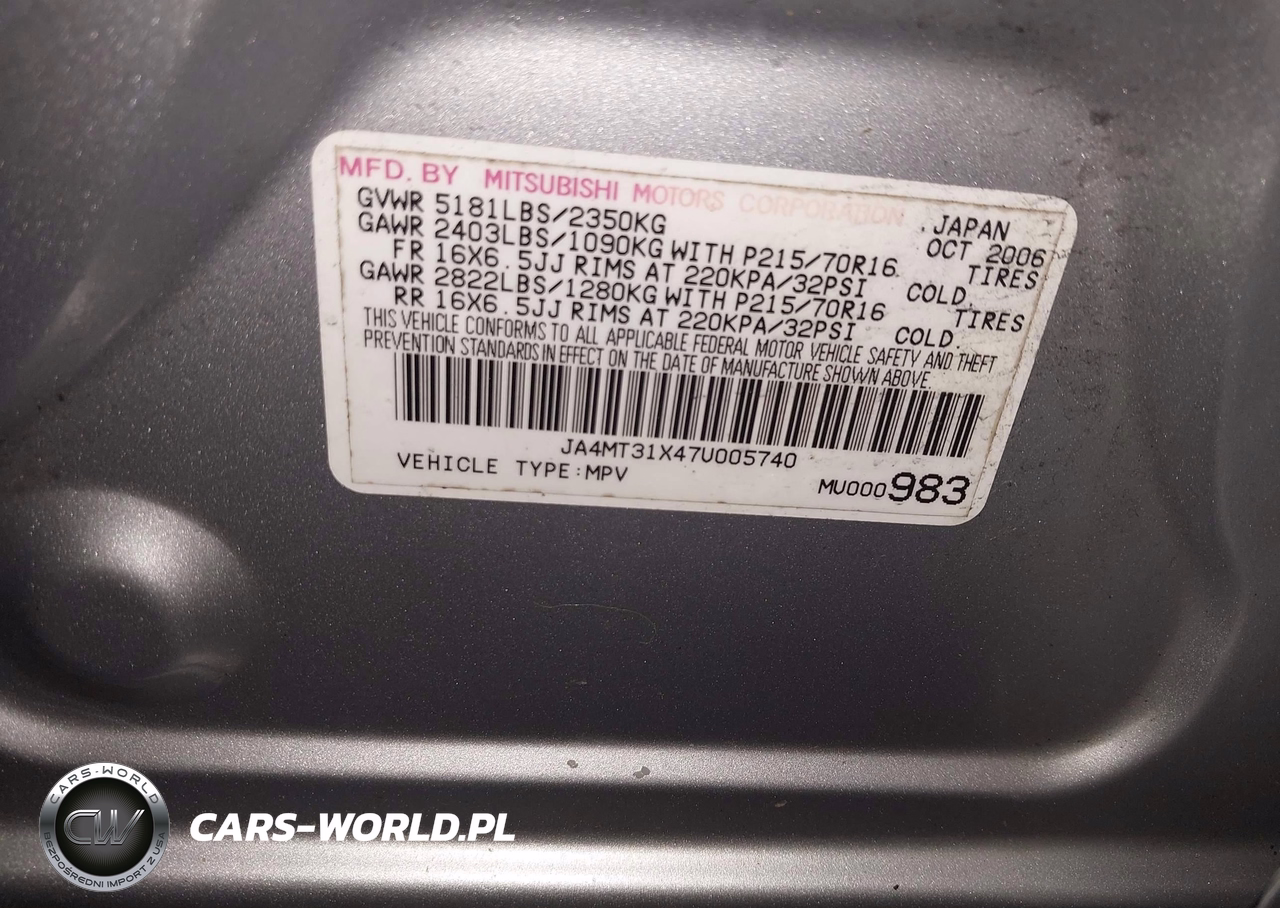 MFD. BY MITSUBISHI MOTORS CORPORATION JAPAN
GVWR 5181LBS/2350KG OCT 2006
GAWR 2403LBS/1090KG WITH P215/70R16 TIRES
FR 16X6.5JJ RIMS AT 220KPA/32PSI COLD.
GAWR 2822LBS/1280KG WITH P215/70R16 TIRES
RR 16X6.5JJ RIMS AT 220KPA/32PSI COLD.
THIS VEHICLE CONFORMS TO ALL APPLICABLE FEDERAL MOTOR VEHICLE SAFETY AND THEFT
PREVENTION STANDARDS IN EFFECT ON THE DATE OF MANUFACTURE SHOWN ABOVE.
JA4MT31X47U005740
VEHICLE TYPE:MPV
MU000983
CARS-WORLD
CW
BEZPOŚREDNI IMPORT Z USA
CARS-WORLD.PL